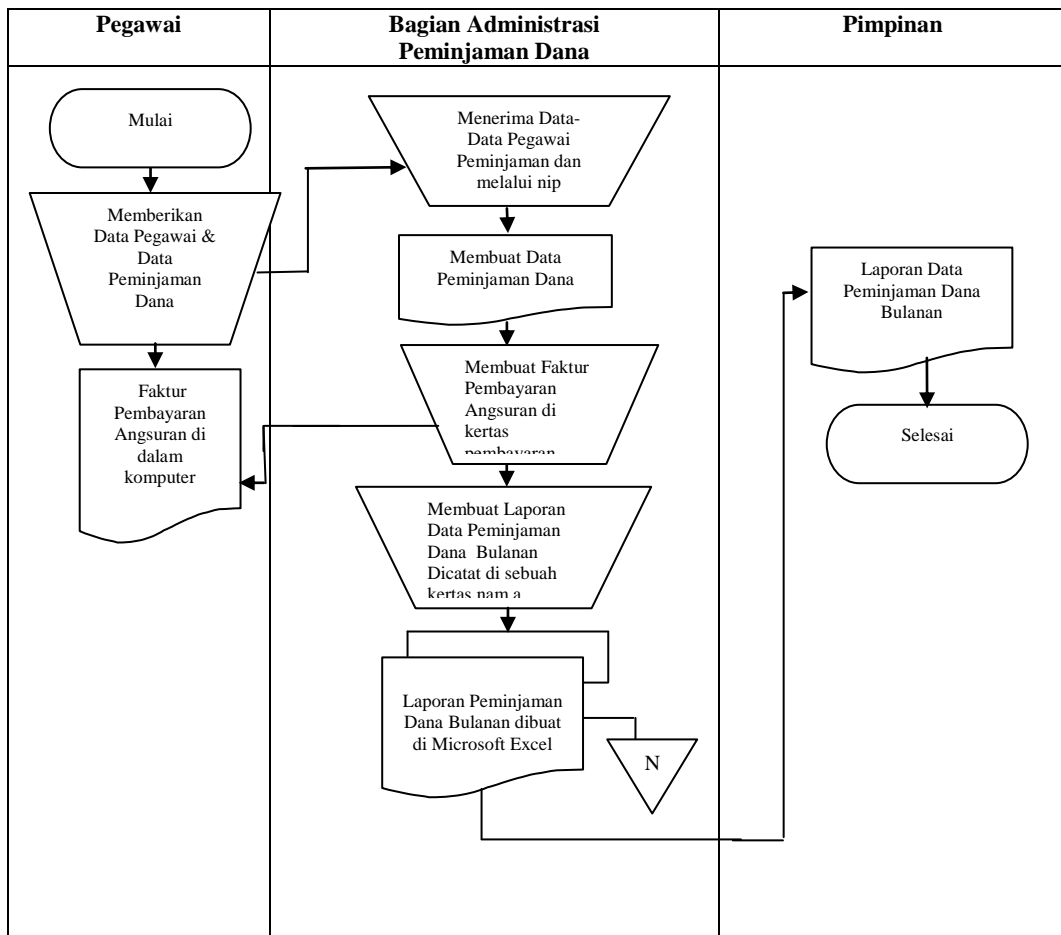 Pegawai
Bagian Administrasi
Peminjaman Dana
Pimpinan
Mulai
Memberikan
Data Pegawai &
Data
Peminjaman
Dana
Faktur
Pembayaran
Angsuran di
dalam
komputer
Menerima Data-
Data Pegawai
Peminjaman dan
melalui nip
Membuat Data
Peminjaman Dana
Membuat Faktur
Pembayaran
Angsuran di
kertas
pembayaran
Membuat Laporan
Data Peminjaman
Dana Bulanan
Dicatat di sebuah
kertas nam a
Laporan Peminjaman
Dana Bulanan dibuat
di Microsoft Excel
N
Laporan Data
Peminjaman Dana
Bulanan
Selesai